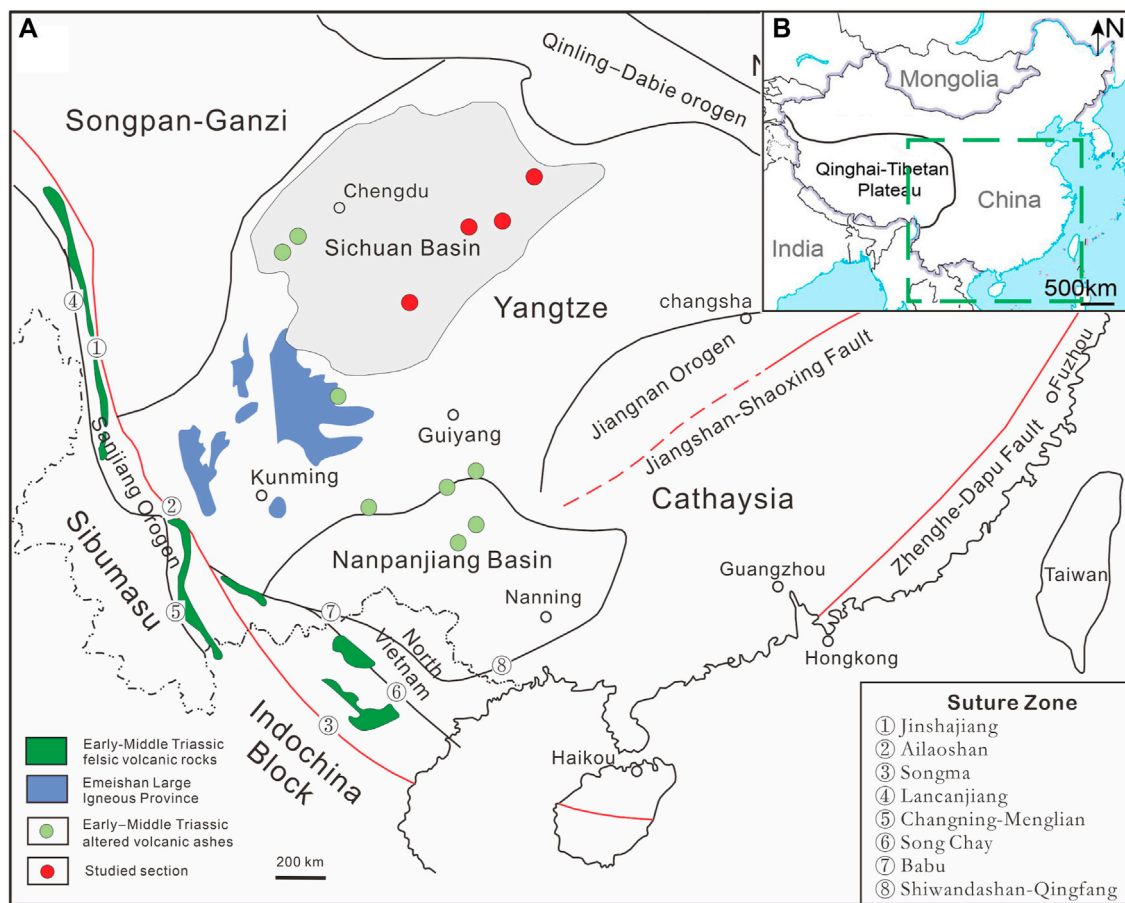 A
Songpan-Ganzi
Qinling–Dabie orogen
N
Chengdu
Sichuan Basin
Yangtze
changsha
Jiangnan Orogen
Jiangshan-Shaoxing Fault
④
①
Sanjiang Orogen
Guiyang
Kunming
②
Cathaysia
Zhenghe-Dapu Fault
Fuzhou
Sibumasu
Nanpanjiang Basin
Guangzhou
Taiwan
Nanning
⑤
⑦
North
Vietnam
⑧
Hongkong
⑥
③
Indochina
Block
Haikou
Early-Middle Triassic
felsic volcanic rocks
Emeishan Large
Igneous Province
Early–Middle Triassic
altered volcanic ashes
Studied section
200 km
B
N
Mongolia
Qinghai-Tibetan
Plateau
China
India
500km
Suture Zone
① Jinshajiang
② Ailaoshan
③ Songma
④ Lancanjiang
⑤ Changning-Menglian
⑥ Song Chay
⑦ Babu
⑧ Shiwandashan-Qingfang